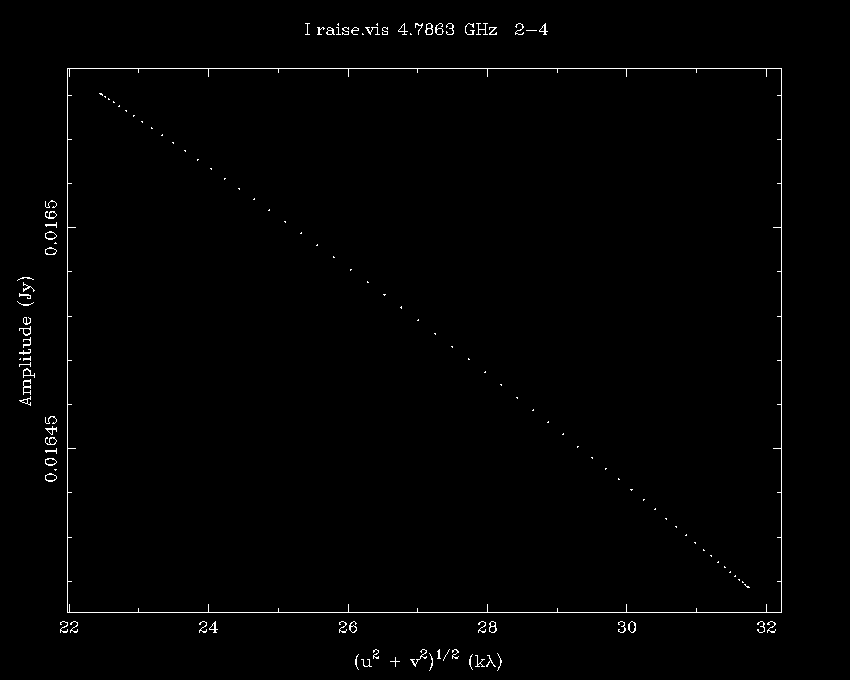 I raise.vis 4.7863 GHz 2−4
0.0165
0.01645
Amplitude (Jy)
22 24 26 28 30 32
(u² + v²)^1/2 (kλ)